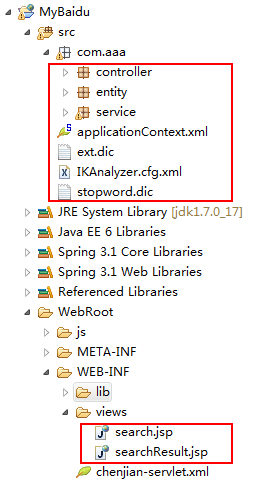 MyBaidu
src
com.aaa
controller
entity
service
applicationContext.xml
ext.dic
IKAnalyzer.cfg.xml
stopword.dic
JRE System Library [jdk1.7.0_17]
Java EE 6 Libraries
Spring 3.1 Core Libraries
Spring 3.1 Web Libraries
Referenced Libraries
WebRoot
js
META-INF
WEB-INF
lib
views
search.jsp
searchResult.jsp
chenjian-servlet.xml